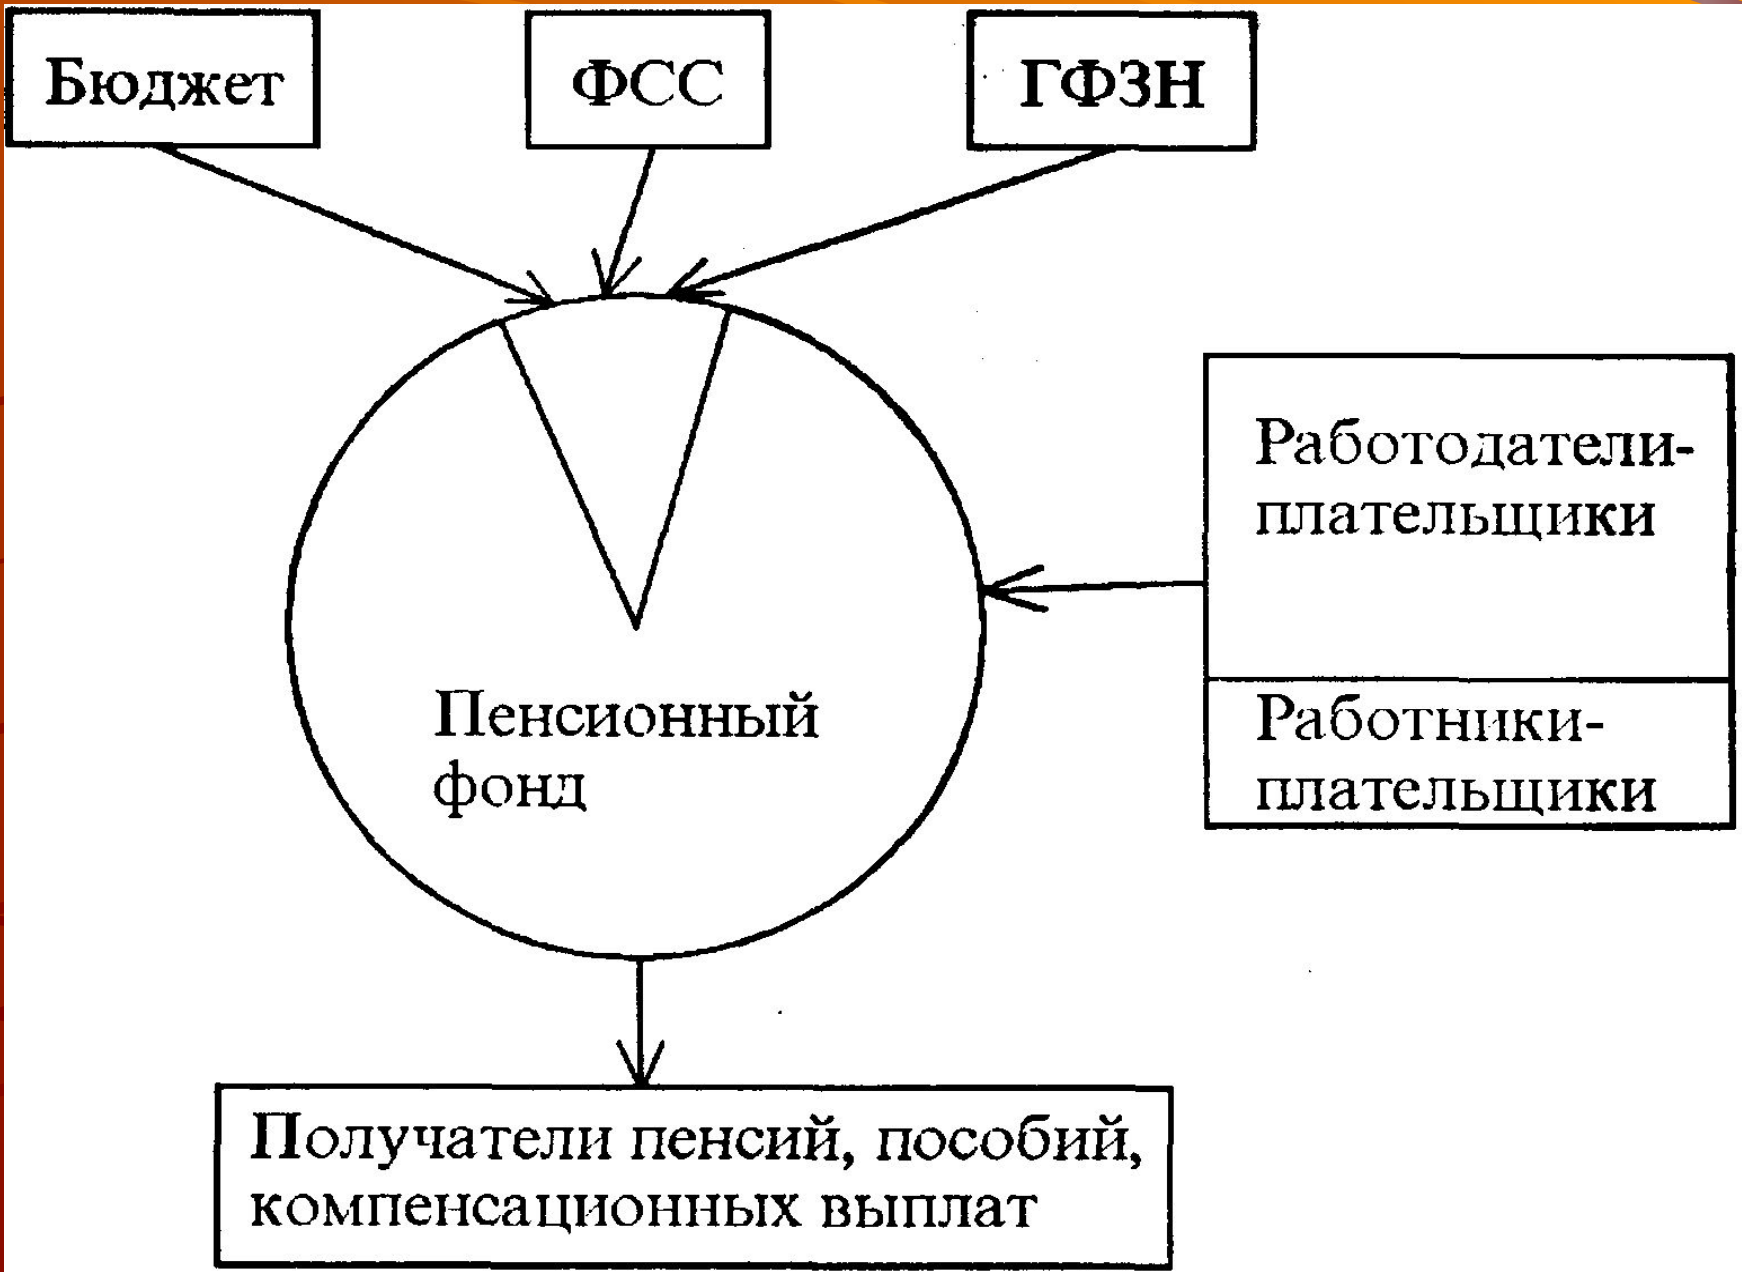 Бюджет
ФСС
ГФЗН
Работодатели-
плательщики
Работники-
плательщики
Пенсионный
фонд
Получатели пенсий, пособий,
компенсационных выплат